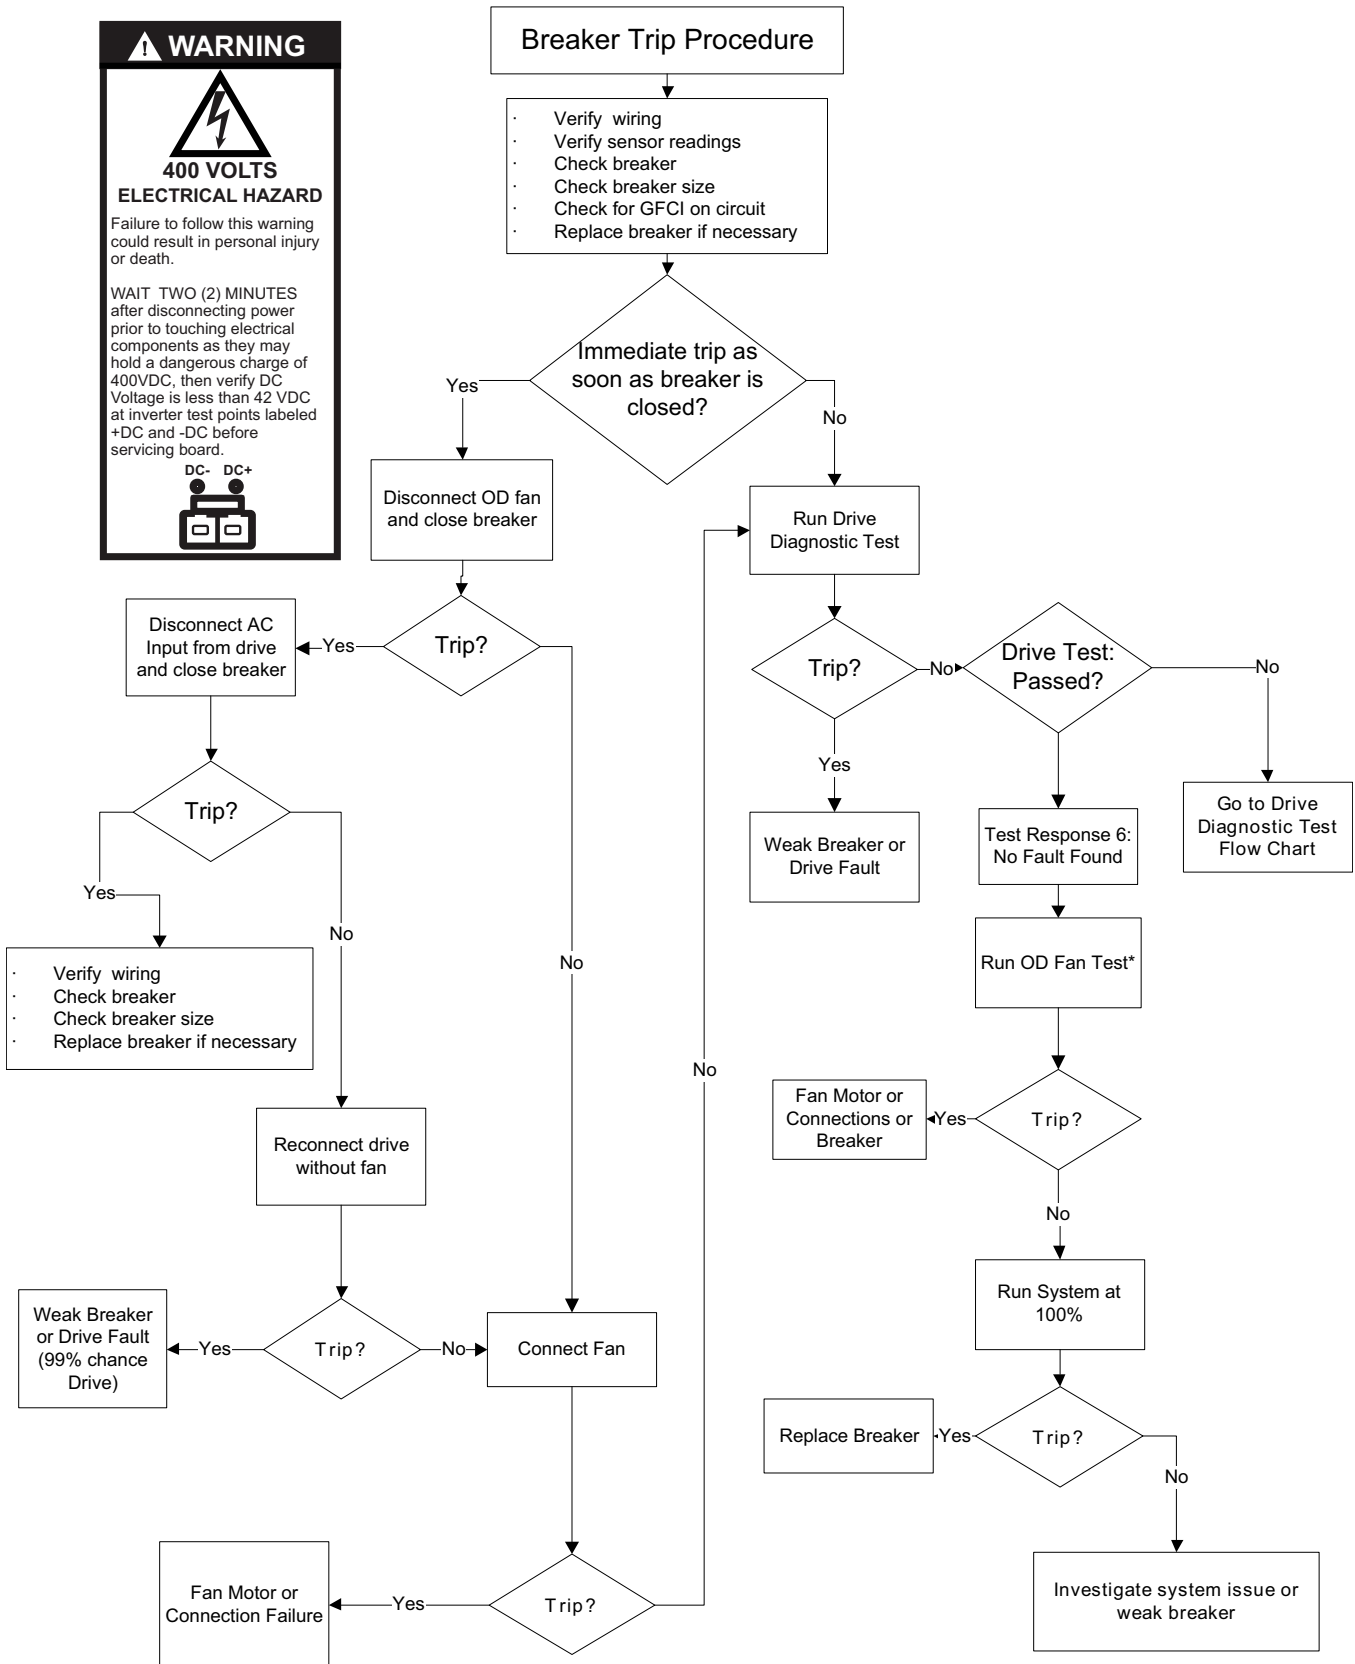 WARNING
400 VOLTS
ELECTRICAL HAZARD
Failure to follow this warning
could result in personal injury
or death.
WAIT TWO (2) MINUTES
after disconnecting power
prior to touching electrical
components as they may
hold a dangerous charge of
400VDC, then verify DC
Voltage is less than 42 VDC
at inverter test points labeled
+DC and -DC before
servicing board.
DC- DC+
Breaker Trip Procedure
· Verify wiring
· Verify sensor readings
· Check breaker
· Check breaker size
· Check for GFCI on circuit
· Replace breaker if necessary
Immediate trip as
soon as breaker is
closed?
Yes
No
Disconnect OD fan
and close breaker
Run Drive
Diagnostic Test
Disconnect AC
Input from drive
and close breaker
Yes
Trip?
Trip?
No
Drive Test:
Passed?
No
Yes
Trip?
Weak Breaker or
Drive Fault
Test Response 6:
No Fault Found
Go to Drive
Diagnostic Test
Flow Chart
Yes
No
No
Run OD Fan Test*
· Verify wiring
· Check breaker
· Check breaker size
· Replace breaker if necessary
No
Fan Motor or
Connections or
Breaker
Yes
Trip?
Reconnect drive
without fan
No
Weak Breaker
or Drive Fault
(99% chance
Drive)
Yes
Trip?
No
Connect Fan
Run System at
100%
Replace Breaker
Yes
Trip?
No
Fan Motor or
Connection Failure
Yes
Trip?
Investigate system issue or
weak breaker